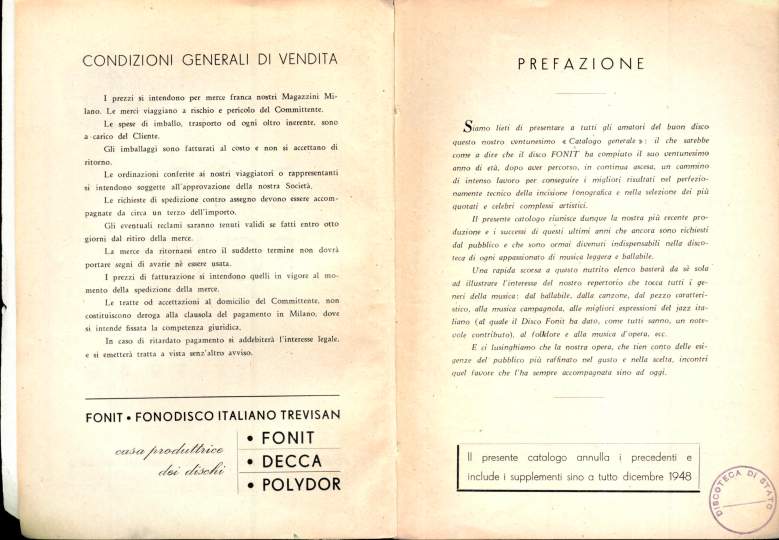 CONDIZIONI GENERALI DI VENDITA
I prezzi si intendono per merce franca nostri Magazzini Mi-
lano. Le merci viaggiano a rischio e pericolo del Committente.
Le spese di imballo, trasporto od ogni oltro inerente, sono
a carico del Cliente.
Gli imballaggi sono fatturati al costo e non si accettano di
ritorno.
Le ordinazioni conferite ai nostri viaggiatori o rappresentanti
si intendono soggette all'approvazione della nostra Società.
Le richieste di spedizione contro assegno devono essere accom-
pagnate da circa un terzo dell'importo.
Gli eventuali reclami saranno tenuti validi se fatti entro otto
giorni dal ritiro della merce.
La merce da ritornarsi entro il suddetto termine non dovrà
portare segni di avarie nè essere usata.
I prezzi di fatturazione si intendono quelli in vigore al mo-
mento della spedizione della merce.
Le tratte od accettazioni al domicilio del Committente, non
costituiscono deroga alla clausola del pagamento in Milano, dove
si intende fissata la competenza giuridica.
In caso di ritardato pagamento si addebiterà l'interesse legale,
e si emetterà tratta a vista senz'altro avviso.
FONIT • FONODISCO ITALIANO TREVISAN
casa produttrice
dei dischi
• FONIT
• DECCA
• POLYDOR
PREFAZIONE
Siamo lieti di presentare a tutti gli amatori del buon disco
questo nostro ventunesimo « Catalogo generale »: il che sarebbe
come a dire che il disco FONIT ha compiuto il suo ventunesimo
anno di età, dopo aver percorso, in continua ascesa, un cammino
di intenso lavoro per conseguire i migliori risultati nel perfezio-
namento tecnico della incisione fonografica e nella selezione dei più
quotati e celebri complessi artistici.
Il presente catalogo riunisce dunque la nostra più recente pro-
duzione e i successi di questi ultimi anni che ancora sono richiesti
dal pubblico e che sono ormai divenuti indispensabili nella disco-
teca di ogni appassionato di musica leggera e ballabile.
Una rapida scorsa a questo nutrito elenco basterà da sè sola
ad illustrare l'interesse del nostro repertorio che tocca tutti i ge-
neri della musica: dal ballabile, dalla canzone, dal pezzo caratteri-
stico, alla musica campagnola, alle migliori espressioni del jazz ita-
liano (al quale il Disco Fonit ha dato, come tutti sanno, un note-
vole contributo), al folklore e alla musica d'opera, ecc.
E ci lusinghiamo che la nostra opera, che tien conto delle esi-
genze del pubblico più raffinato nel gusto e nella scelta, incontri
quel favore che l'ha sempre accompagnata sino ad oggi.
Il presente catalogo annulla i precedenti e
include i supplementi sino a tutto dicembre 1948
DISCOTECA DI STATO